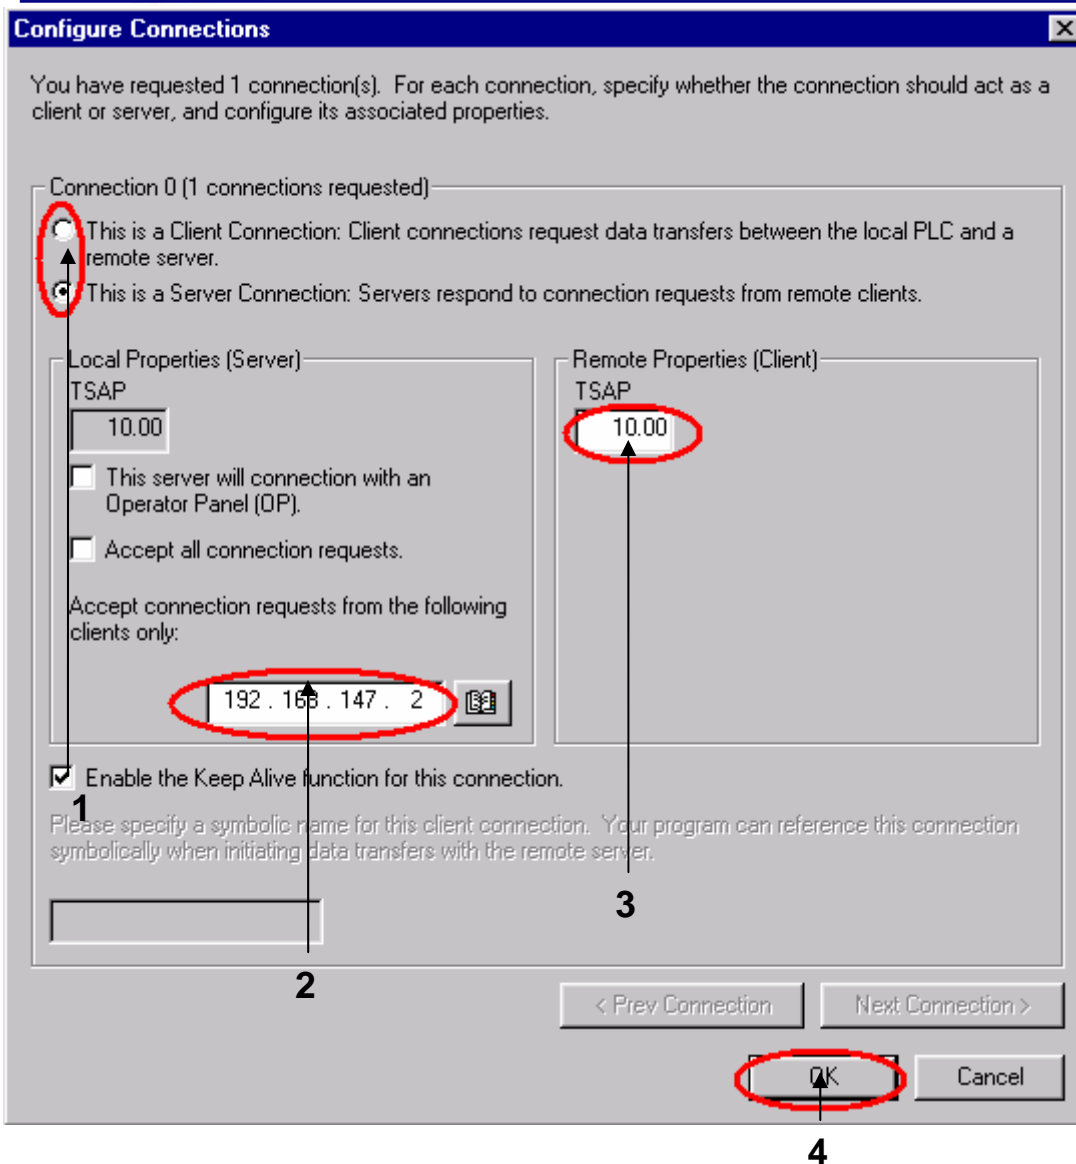 Configure Connections
You have requested 1 connection(s). For each connection, specify whether the connection should act as a
client or server, and configure its associated properties.
Connection 0 (1 connections requested)
This is a Client Connection: Client connections request data transfers between the local PLC and a
remote server.
This is a Server Connection: Servers respond to connection requests from remote clients.
Local Properties (Server)
TSAP
10.00
This server will connection with an
Operator Panel (OP).
Accept all connection requests.
Accept connection requests from the following
clients only:
192 . 168 . 147 . 2
Remote Properties (Client)
TSAP
10.00
Enable the Keep Alive function for this connection.
1
Please specify a symbolic name for this client connection. Your program can reference this connection
symbolically when initiating data transfers with the remote server.
3
2
< Prev Connection
Next Connection >
OK
Cancel
4